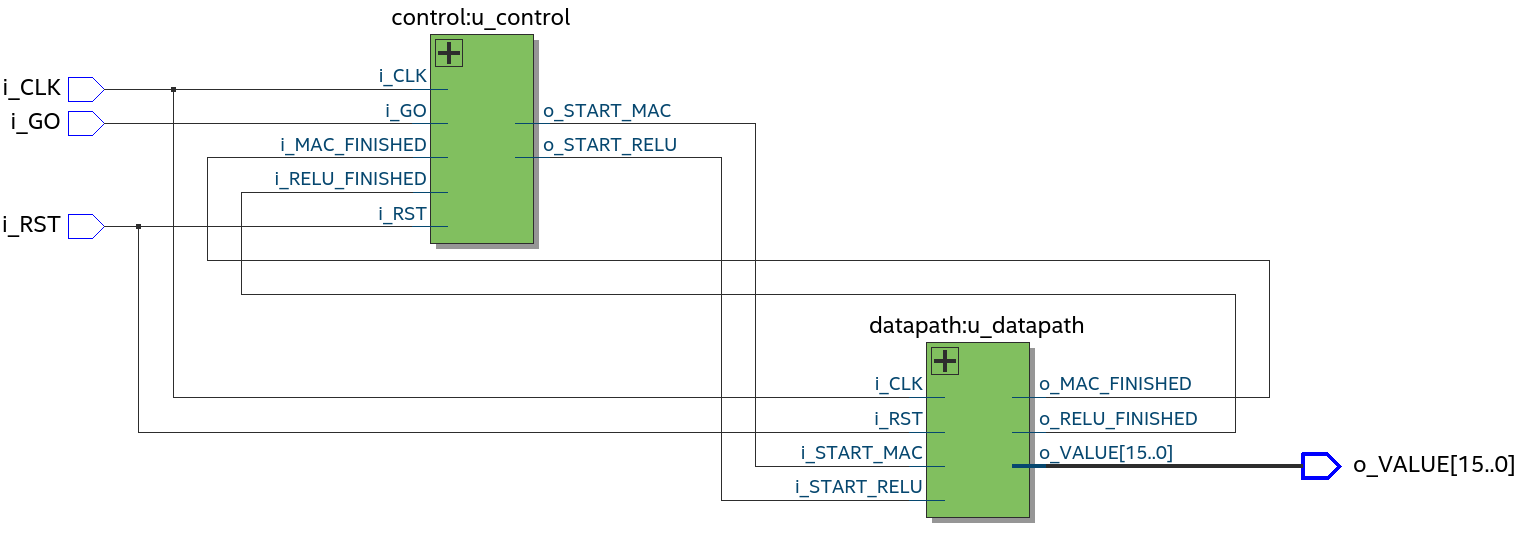 control:u_control
i_CLK
i_CLK
i_GO
o_START_MAC
i_GO
i_MAC_FINISHED
o_START_RELU
i_RELU_FINISHED
i_RST
i_RST
datapath:u_datapath
i_CLK
o_MAC_FINISHED
i_RST
o_RELU_FINISHED
i_START_MAC
o_VALUE[15..0]
o_VALUE[15..0]
i_START_RELU